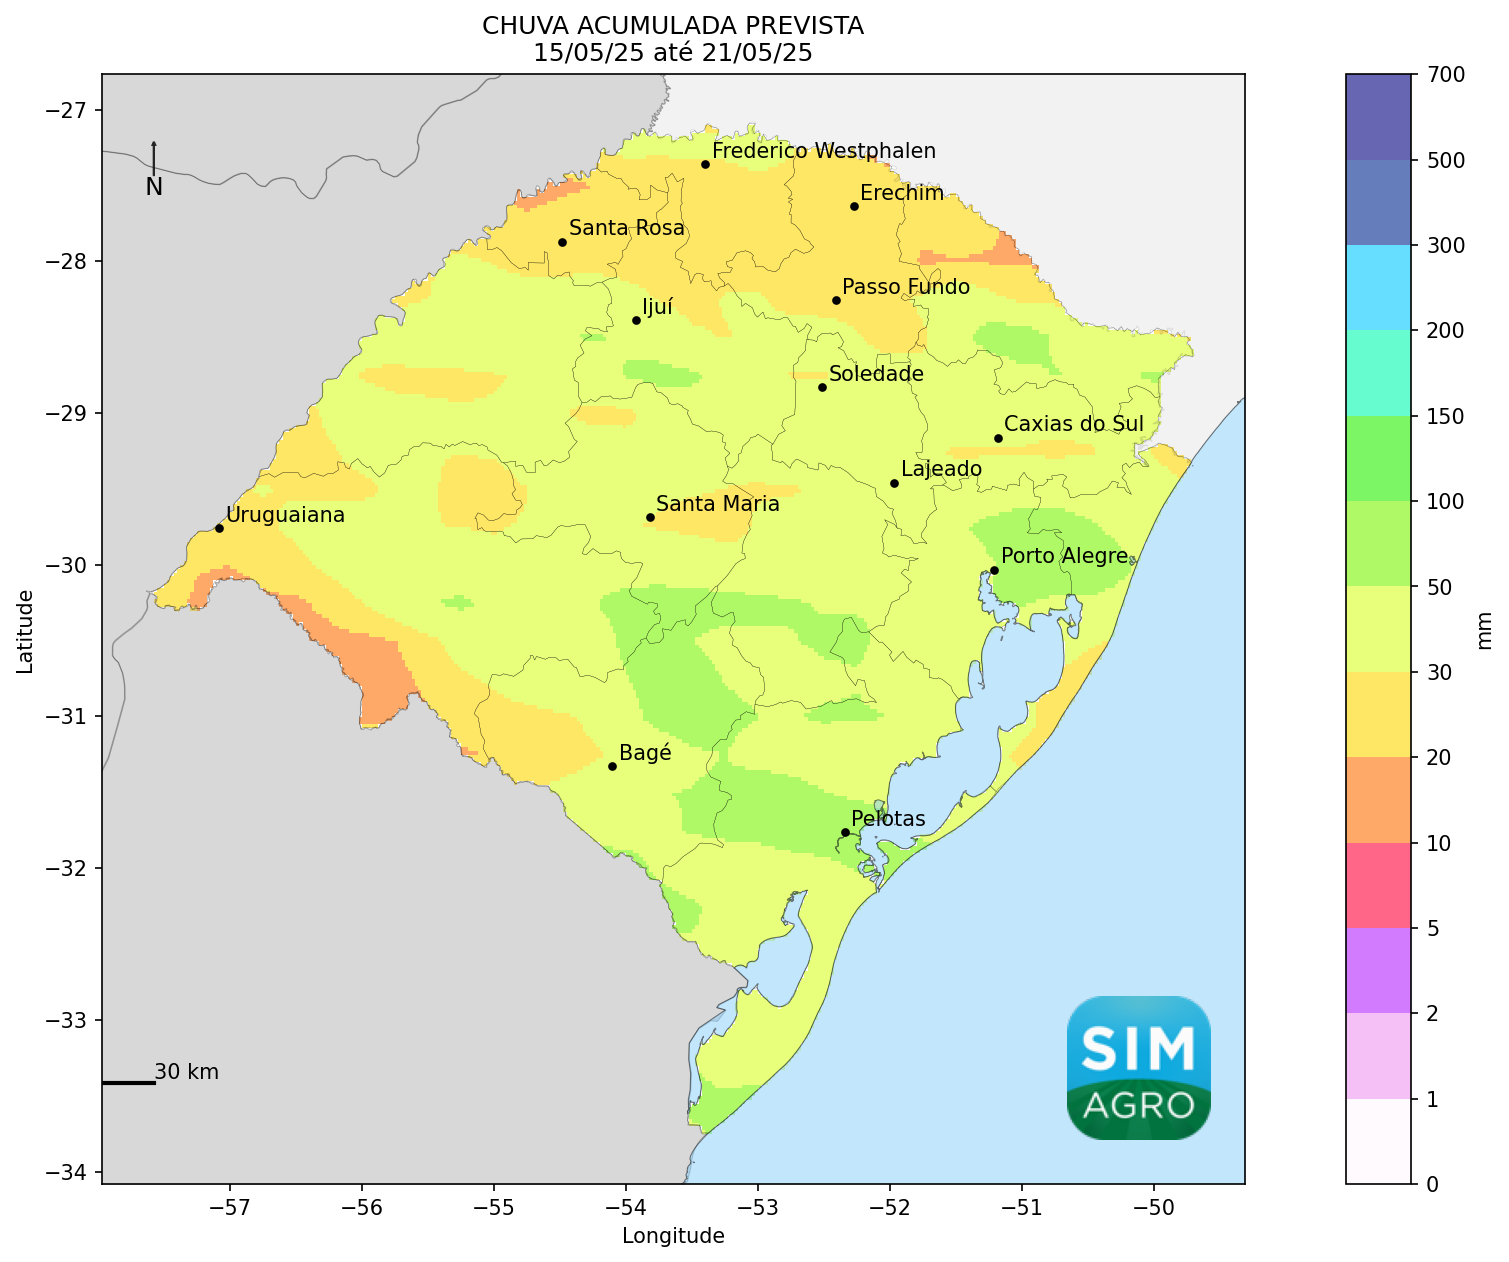 CHUVA ACUMULADA PREVISTA
15/05/25 até 21/05/25
−27
−28
−29
−30
−31
−32
−33
−34
Latitude
N
Frederico Westphalen
Erechim
Santa Rosa
Passo Fundo
Ijuí
Soledade
Caxias do Sul
Lajeado
Santa Maria
Uruguaiana
Porto Alegre
Bagé
Pelotas
30 km
SIM
AGRO
−57
−56
−55
−54
−53
−52
−51
−50
Longitude
700
500
300
200
150
100
50
30
20
10
5
2
1
0
mm